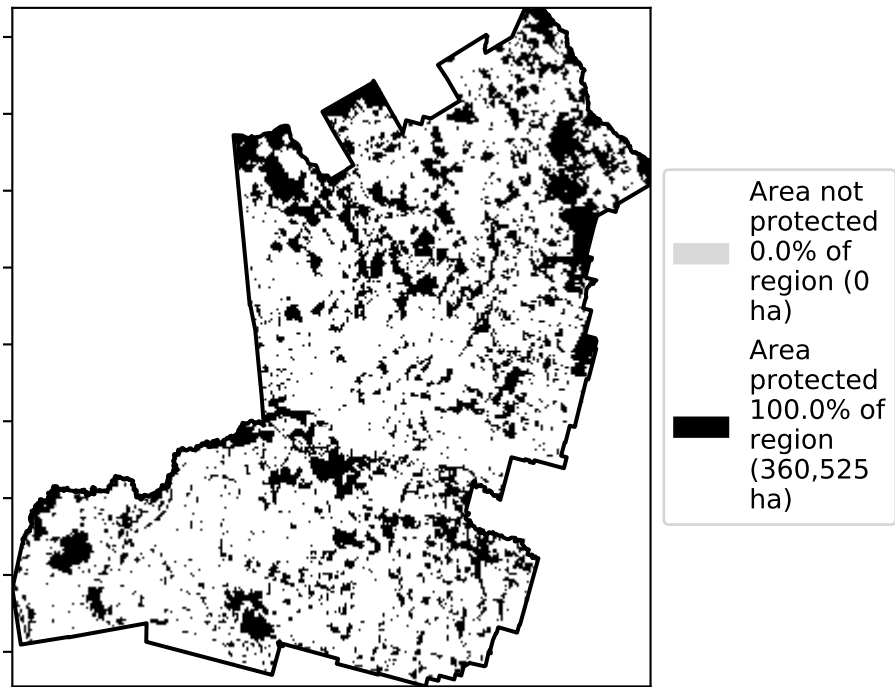 Area not
protected
0.0% of
region (0
ha)
Area
protected
100.0% of
region
(360,525
ha)